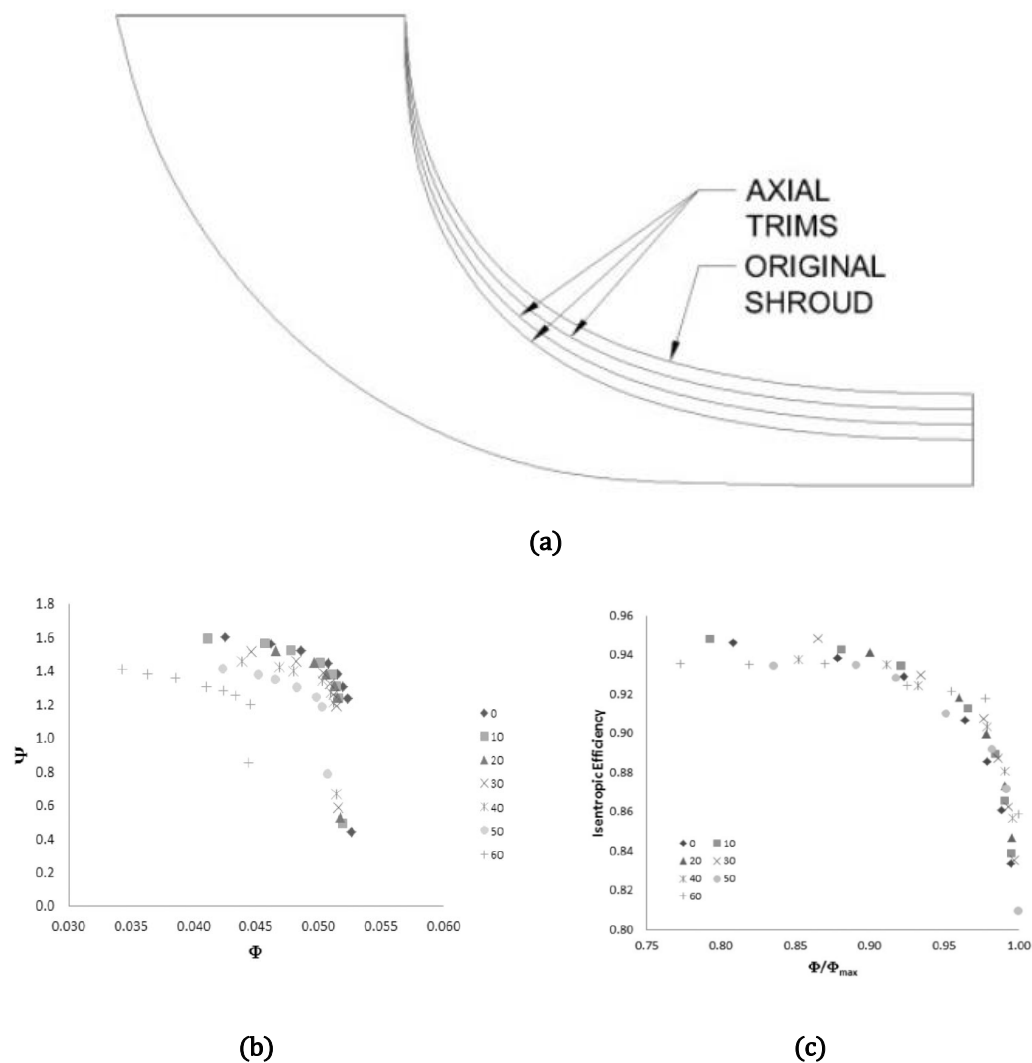 AXIAL
TRIMS
ORIGINAL
SHROUD
(a)
1.8
1.6
1.4
1.2
1.0
0.8
0.6
0.4
0.2
0.0
Ψ
0.030 0.035 0.040 0.045 0.050 0.055 0.060
Φ
0
10
20
30
40
50
60
(b)
0.96
0.94
0.92
0.90
0.88
0.86
0.84
0.82
0.80
Isentropic Efficiency
0 10
20 30
40 50
60
0.75 0.80 0.85 0.90 0.95 1.00
Φ/Φmax
(c)